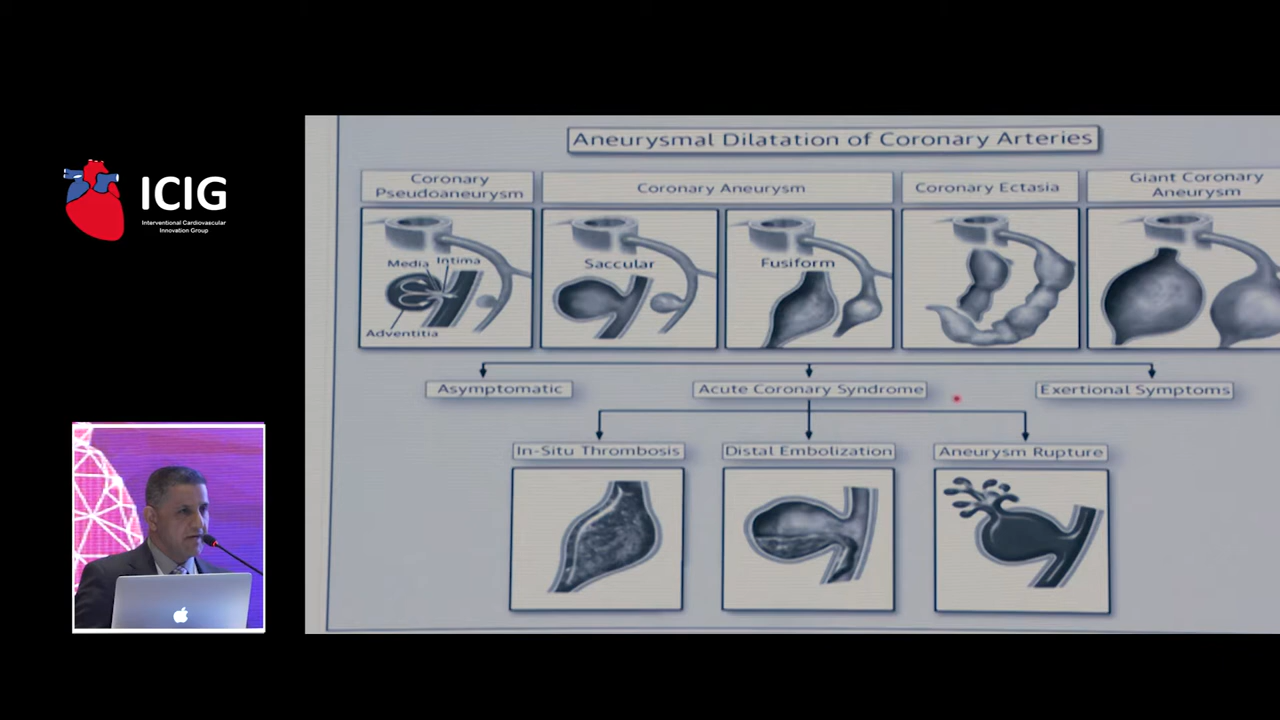 ICIG
Interventional Cardiovascular
Innovation Group
Aneurysmal Dilatation of Coronary Arteries
Coronary
Pseudoaneurysm
Coronary Aneurysm
Coronary Ectasia
Giant Coronary
Aneurysm
Media
Intima
Adventitia
Saccular
Fusiform
Asymptomatic
Acute Coronary Syndrome
Exertional Symptoms
In-Situ Thrombosis
Distal Embolization
Aneurysm Rupture